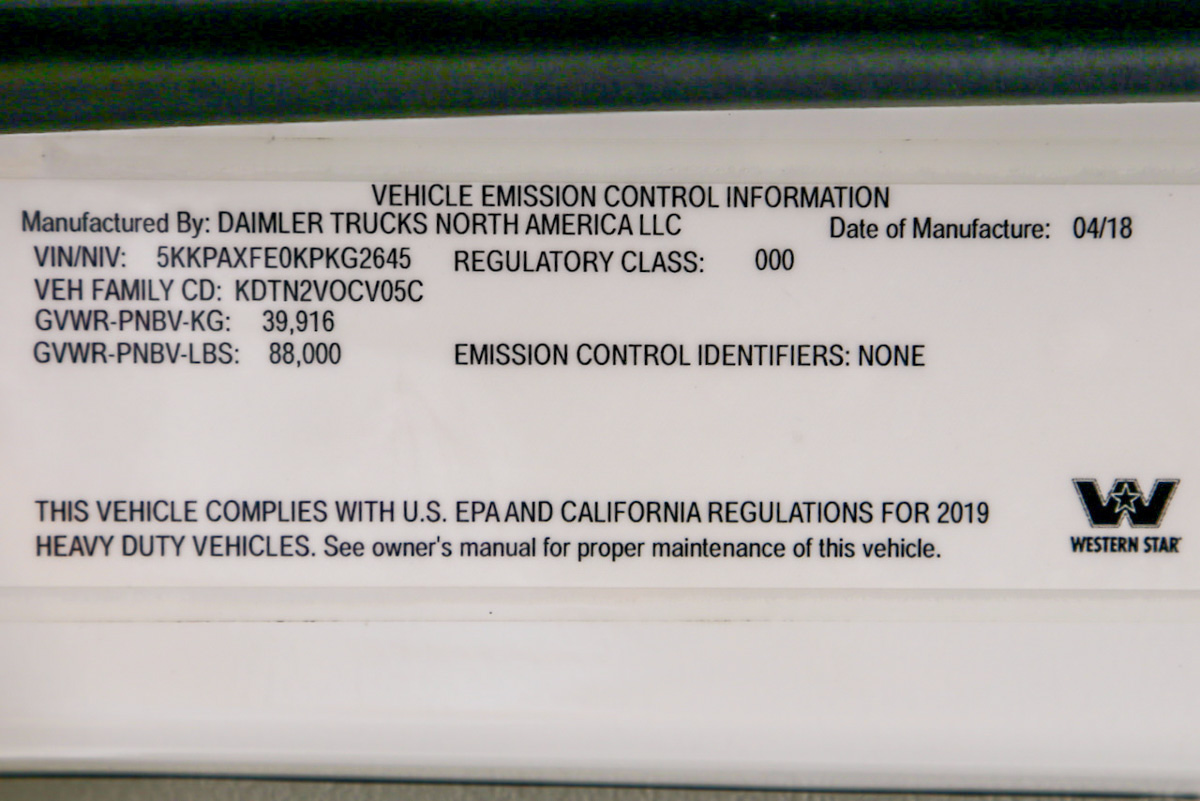 VEHICLE EMISSION CONTROL INFORMATION
Manufactured By: DAIMLER TRUCKS NORTH AMERICA LLC Date of Manufacture: 04/18
VIN/NIV: 5KKPAXFE0KPKG2645 REGULATORY CLASS: 000
VEH FAMILY CD: KDTN2VOCV05C
GVWR-PNBV-KG: 39,916
GVWR-PNBV-LBS: 88,000 EMISSION CONTROL IDENTIFIERS: NONE
THIS VEHICLE COMPLIES WITH U.S. EPA AND CALIFORNIA REGULATIONS FOR 2019
HEAVY DUTY VEHICLES. See owner's manual for proper maintenance of this vehicle.
W
WESTERN STAR